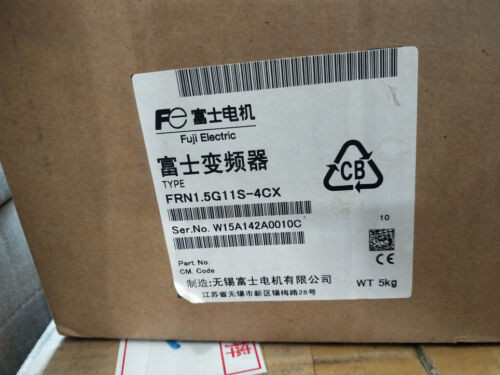 Fe 富士电机
Fuji Electric
富士变频器
TYPE
FRN1.5G11S-4CX
Ser.No. W15A142A0010C
CB
10
Part No.
CM. Code
CE
制造:无锡富士电机有限公司
WT 5kg
江苏省无锡市新区锡梅路28号